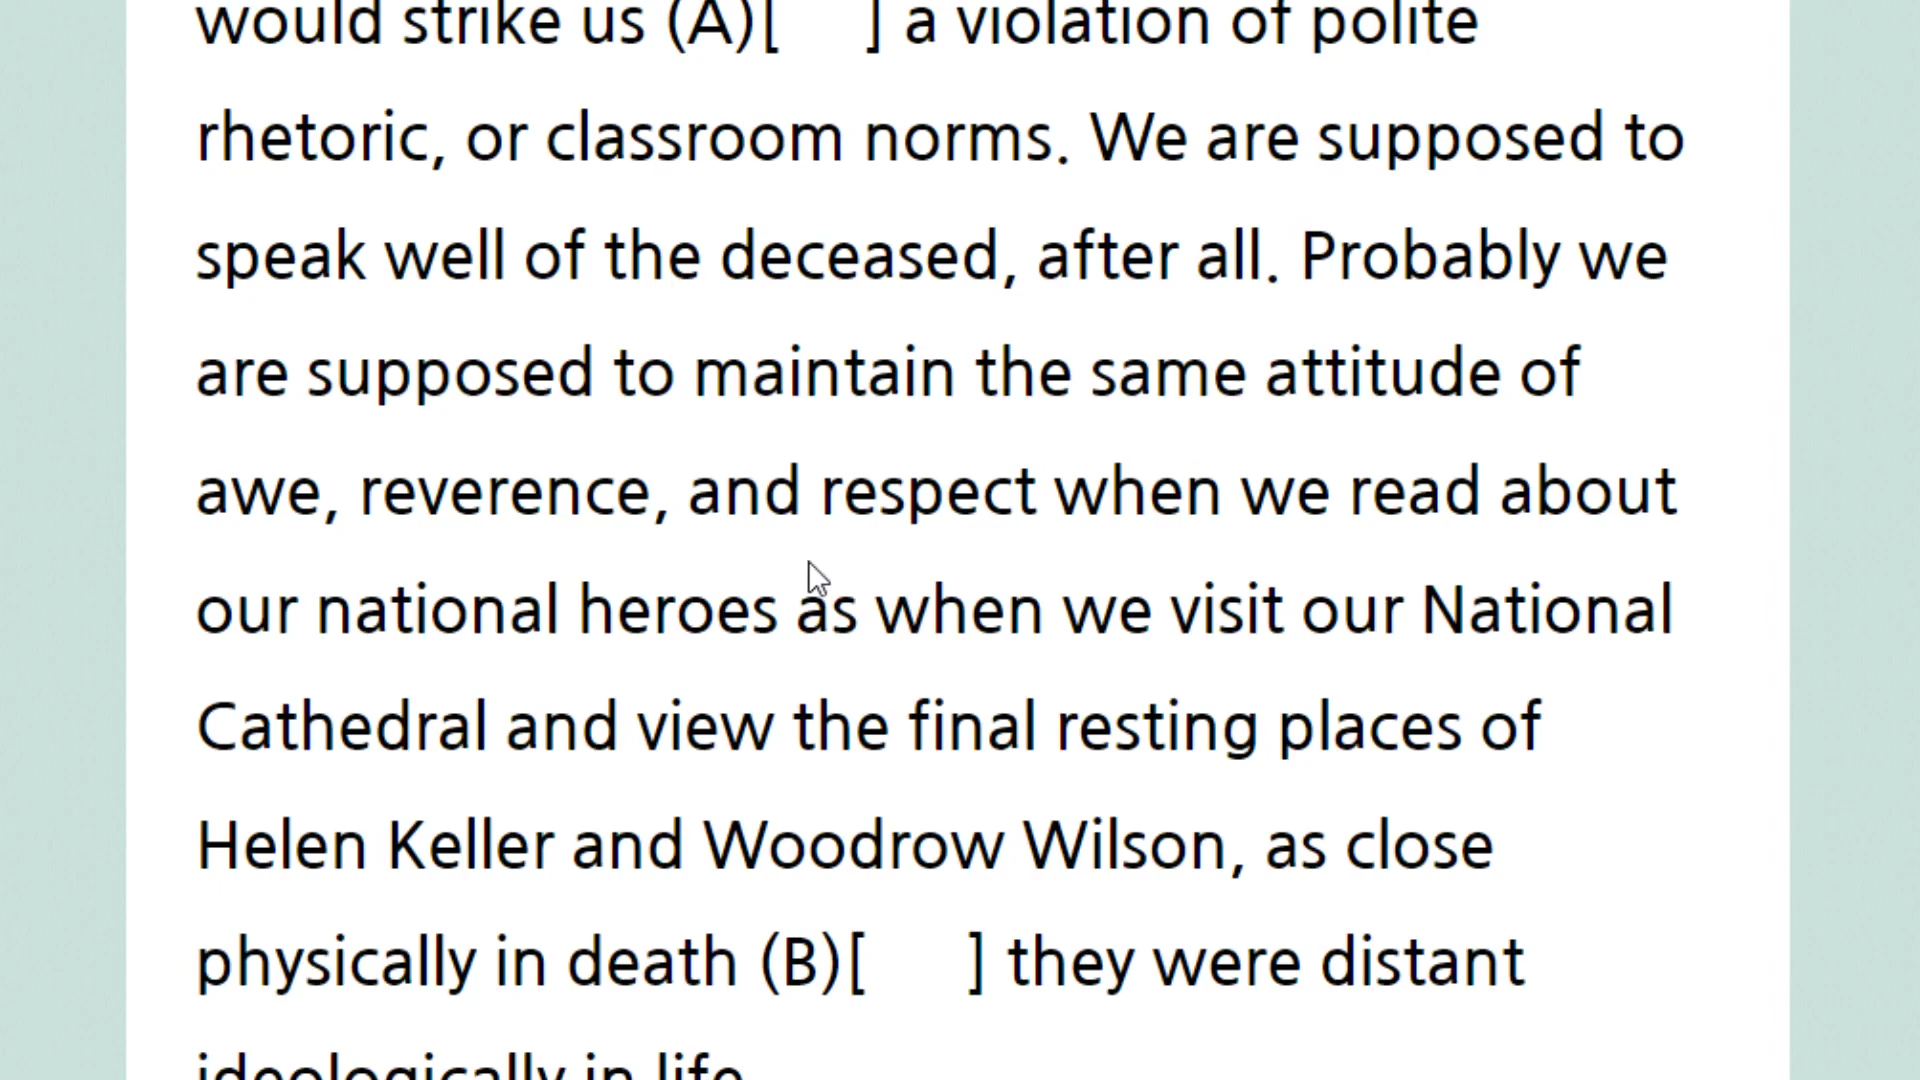 would strike us (A)[    ] a violation of polite
rhetoric, or classroom norms. We are supposed to
speak well of the deceased, after all. Probably we
are supposed to maintain the same attitude of
awe, reverence, and respect when we read about
our national heroes as when we visit our National
Cathedral and view the final resting places of
Helen Keller and Woodrow Wilson, as close
physically in death (B)[    ] they were distant
ideologically in life